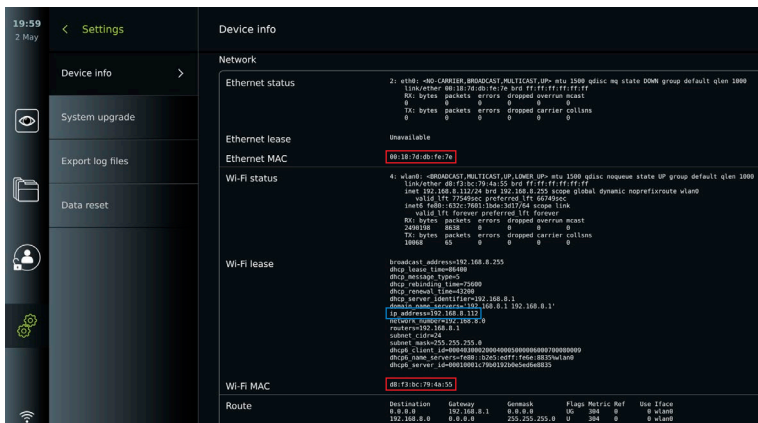 19:59
2 May
Settings
Device info
System upgrade
Export log files
Data reset
Device info
Network
Ethernet status
2: eth0: <NO-CARRIER,BROADCAST,MULTICAST,UP> mtu 1500 qdisc mq state DOWN group default qlen 1000
link/ether 00:18:7d:db:fe:7e brd ff:ff:ff:ff:ff:ff
RX: bytes packets errors dropped overrun mcast
0 0 0 0 0 0
TX: bytes packets errors dropped carrier collsns
0 0 0 0 0 0
Ethernet lease
Unavailable
Ethernet MAC
00:18:7d:db:fe:7e
Wi-Fi status
4: wlan0: <BROADCAST,MULTICAST,UP,LOWER_UP> mtu 1500 qdisc noqueue state UP group default qlen 1000
link/ether d8:f3:bc:79:4a:55 brd ff:ff:ff:ff:ff:ff
inet 192.168.8.112/24 brd 192.168.8.255 scope global dynamic noprefixroute wlan0
valid_lft 77549sec preferred_lft 66749sec
inet6 fe80::632c:7601:1bde:3d17/64 scope link
valid_lft forever preferred_lft forever
RX: bytes packets errors dropped overrun mcast
2490198 8638 0 0 0 0
TX: bytes packets errors dropped carrier collsns
10068 65 0 0 0 0
Wi-Fi lease
broadcast_address=192.168.8.255
dhcp_lease_time=86400
dhcp_message_type=5
dhcp_rebinding_time=75600
dhcp_renewal_time=43200
dhcp_server_identifier=192.168.8.1
domain_name_servers='192.168.8.1 192.168.8.1'
ip_address=192.168.8.112
network_number=192.168.8.0
routers=192.168.8.1
subnet_cidr=24
subnet_mask=255.255.255.0
Wi-Fi MAC
d8:f3:bc:79:4a:55
Route
Destination Gateway Genmask Flags Metric Ref Use Iface
0.0.0.0 192.168.8.1 0.0.0.0 UG 304 0 0 wlan0
192.168.8.0 0.0.0.0 255.255.255.0 U 304 0 0 wlan0